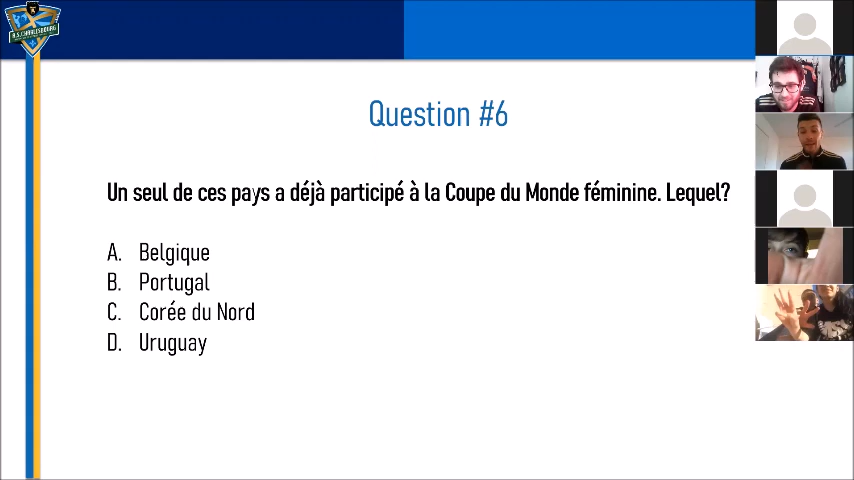 A.S. CHARLESBOURG
Question #6
Un seul de ces pays a déjà participé à la Coupe du Monde féminine. Lequel?
A. Belgique
B. Portugal
C. Corée du Nord
D. Uruguay